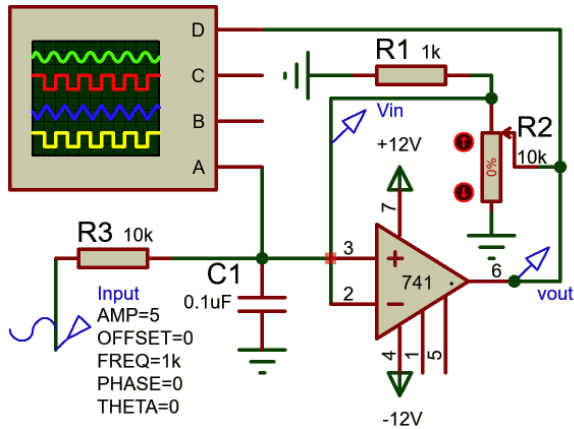 D
C
B
A
R1 1k
Vin
R2
10k
0%
+12V
7
R3 10k
C1
0.1uF
3
2
741
6
vout
4
1
5
-12V
Input
AMP=5
OFFSET=0
FREQ=1k
PHASE=0
THETA=0